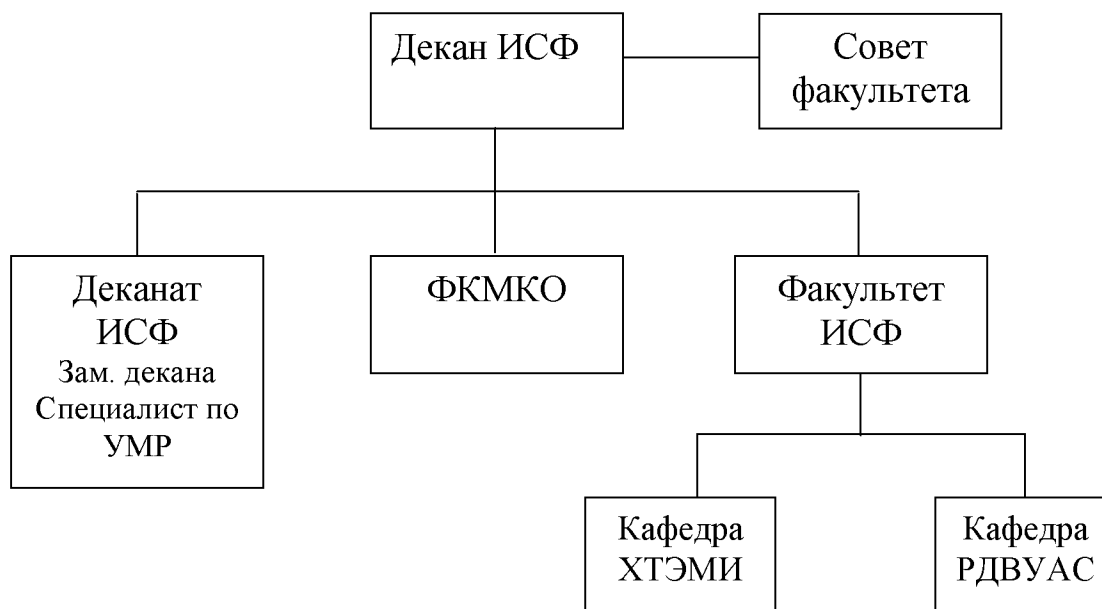 Декан ИСФ
Совет
факультета
Деканат
ИСФ
Зам. декана
Специалист по
УМР
ФКМКО
Факультет
ИСФ
Кафедра
ХТЭМИ
Кафедра
РДВУАС